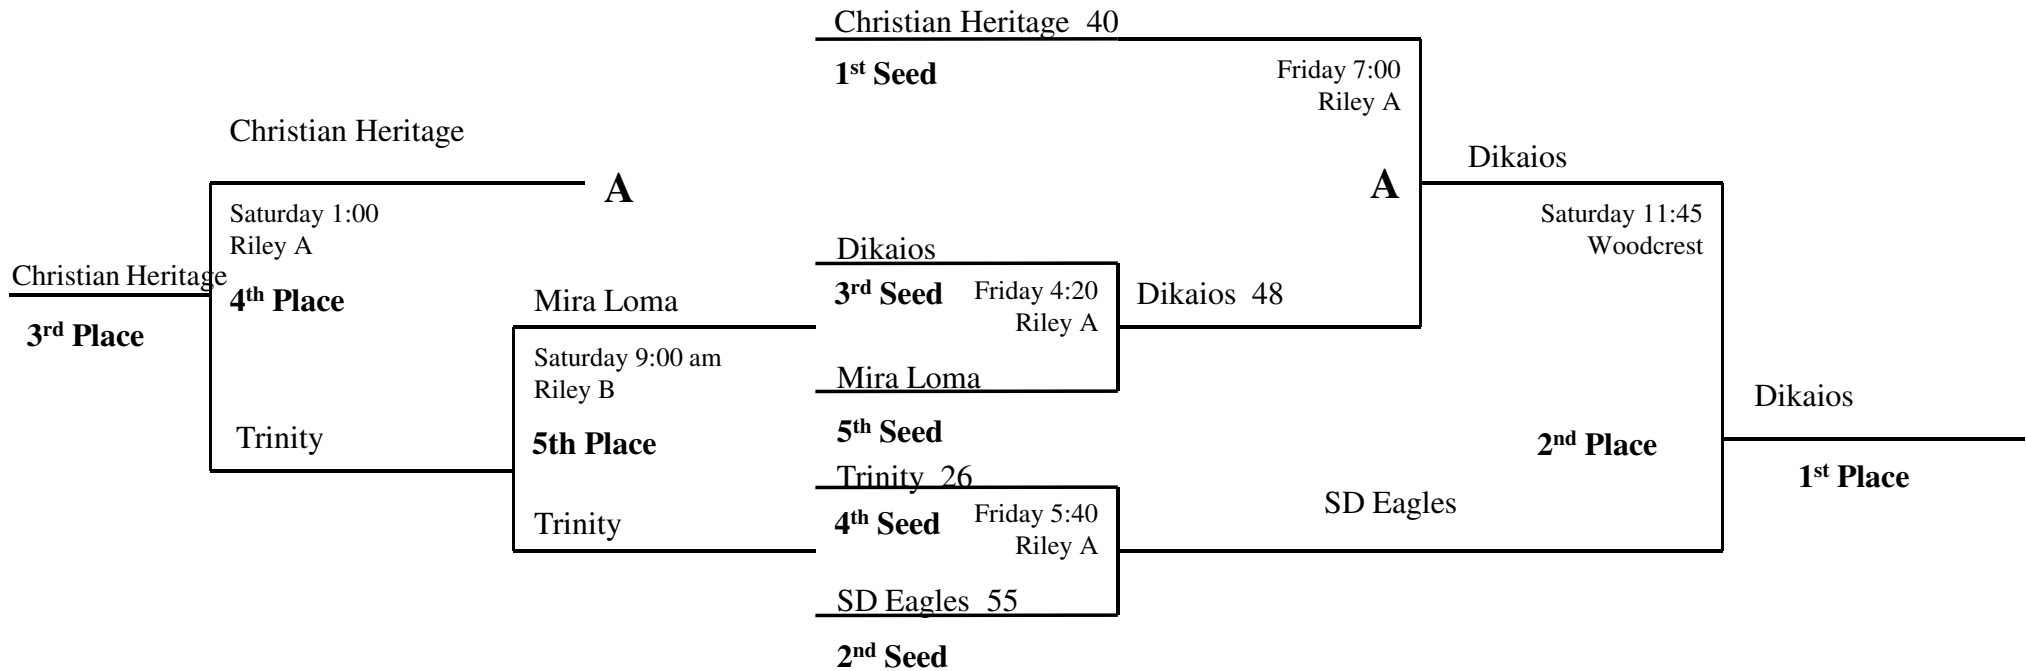 Christian Heritage 40
1st Seed
Friday 7:00
Riley A
Christian Heritage
A
A
Dikaios
Saturday 1:00
Riley A
Saturday 11:45
Woodcrest
Dikaios
Christian Heritage
4th Place
3rd Place
Mira Loma
3rd Seed
Friday 4:20
Riley A
Dikaios 48
Saturday 9:00 am
Riley B
Mira Loma
Dikaios
Trinity
5th Place
5th Seed
2nd Place
1st Place
Trinity 26
Trinity
4th Seed
Friday 5:40
Riley A
SD Eagles
SD Eagles 55
2nd Seed